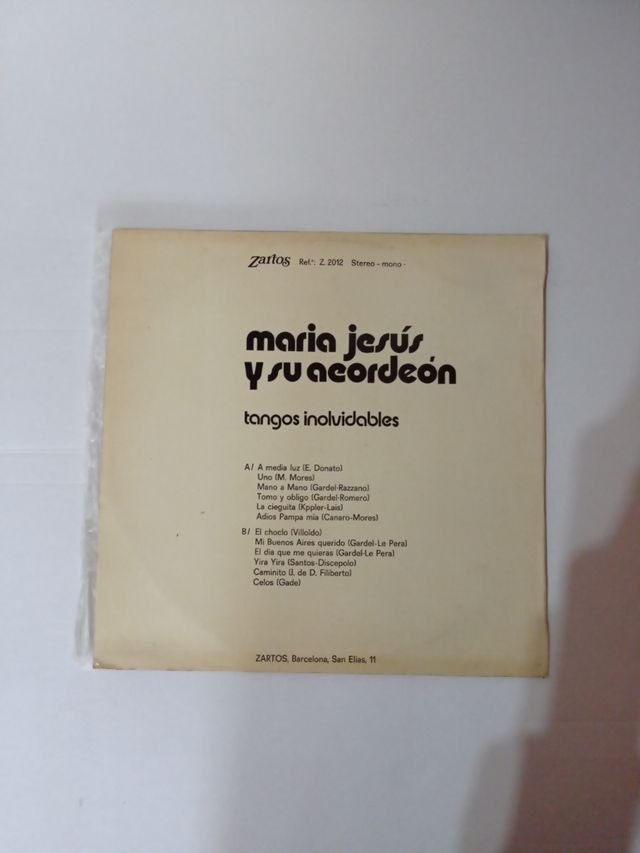 Zartos Ref.ª: Z 2012 Stereo - mono -
maria jesús
y su acordeón
tangos inolvidables
A/ A media luz (E. Donato)
Uno (M. Mores)
Mano a Mano (Gardel-Razzano)
Tomo y obligo (Gardel-Romero)
La cieguita (Kppler-Lais)
Adios Pampa mia (Canaro-Mores)
B/ El choclo (Villoldo)
Mi Buenos Aires querido (Gardel-Le Pera)
El dia que me quieras (Gardel-Le Pera)
Yira Yira (Santos-Discepolo)
Caminito (J. de D. Filiberto)
Celos (Gade)
ZARTOS, Barcelona, San Elias, 11